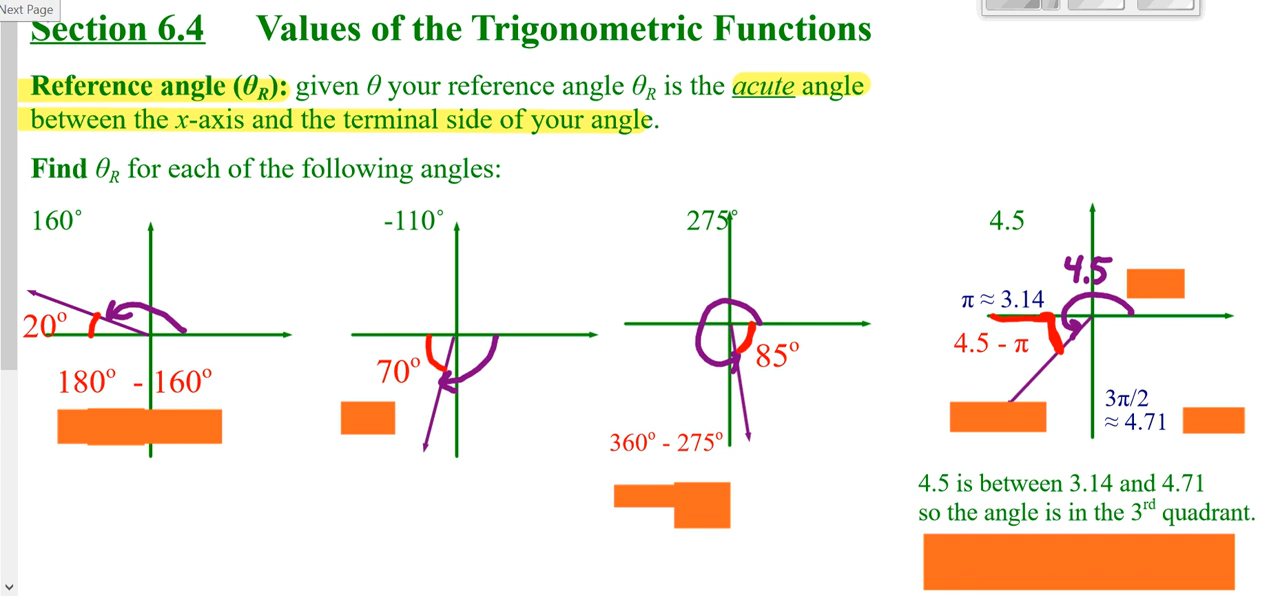 Next Page
Section 6.4 Values of the Trigonometric Functions
Reference angle (θR): given θ your reference angle θR is the acute angle
between the x-axis and the terminal side of your angle.
Find θR for each of the following angles:
160°
20°
180° - 160°
-110°
70°
275°
85°
360° - 275°
4.5
4.5
π ≈ 3.14
4.5 - π
3π/2
≈ 4.71
4.5 is between 3.14 and 4.71
so the angle is in the 3rd quadrant.